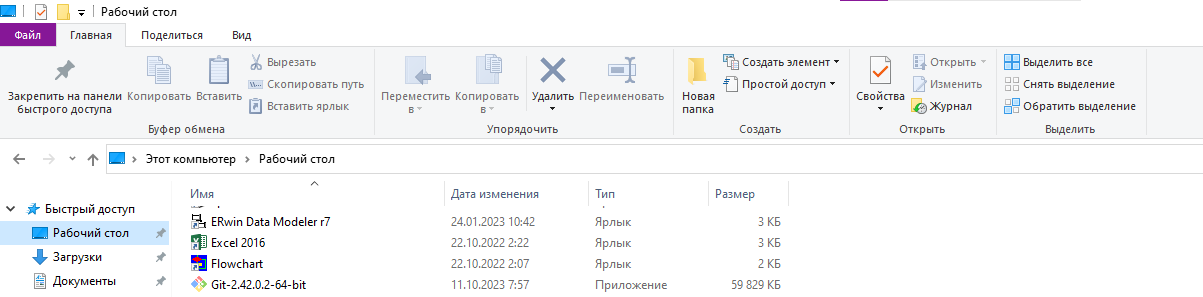 Рабочий стол
Файл Главная Поделиться Вид
Закрепить на панели быстрого доступа
Копировать
Вставить
Вырезать
Скопировать путь
Вставить ярлык
Буфер обмена
Переместить в
Копировать в
Удалить
Переименовать
Упорядочить
Новая папка
Создать элемент
Простой доступ
Создать
Свойства
Открыть
Изменить
Журнал
Открыть
Выделить все
Снять выделение
Обратить выделение
Выделить
Этот компьютер Рабочий стол
Быстрый доступ
Рабочий стол
Загрузки
Документы
Имя Дата изменения Тип Размер
ERwin Data Modeler r7 24.01.2023 10:42 Ярлык 3 КБ
Excel 2016 22.10.2022 2:22 Ярлык 3 КБ
Flowchart 22.10.2022 2:07 Ярлык 2 КБ
Git-2.42.0.2-64-bit 11.10.2023 7:57 Приложение 59 829 КБ